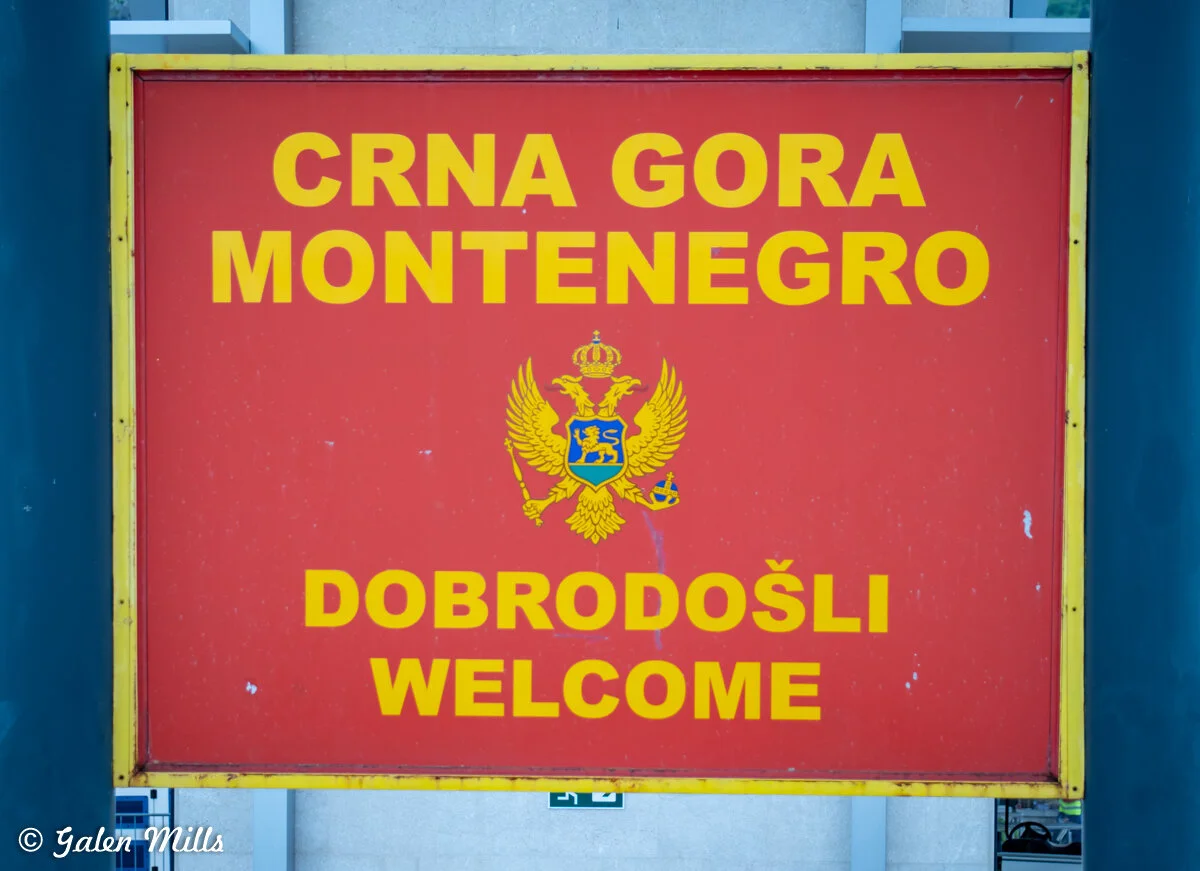 CRNA GORA
MONTENEGRO
DOBRODOŠLI
WELCOME
© Galen Mills